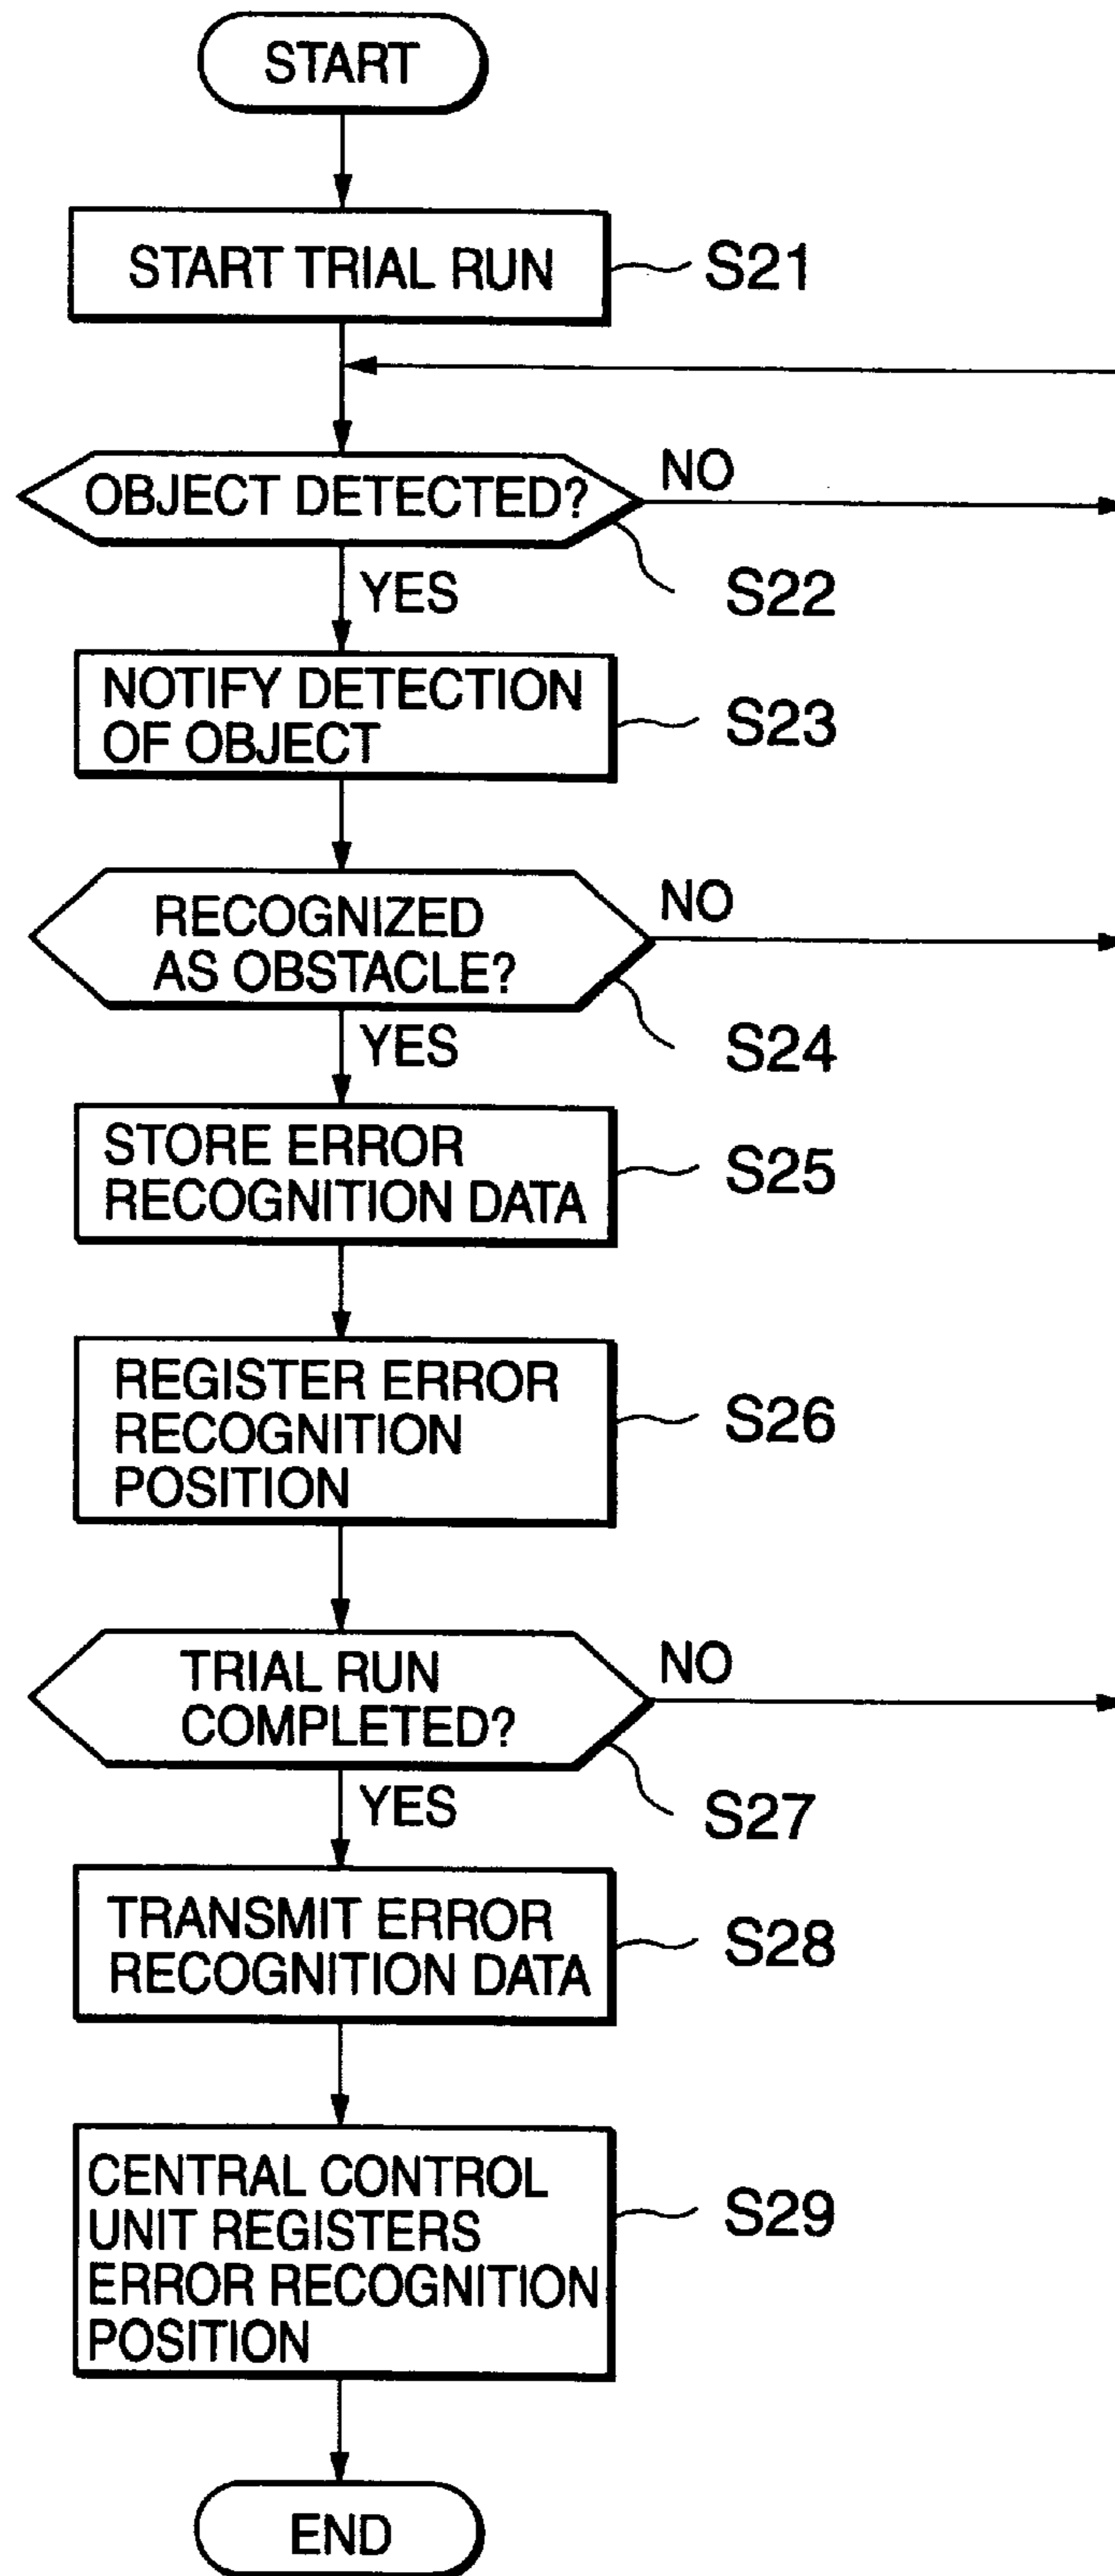 START
START TRIAL RUN
S21
OBJECT DETECTED?
NO
S22
YES
NOTIFY DETECTION
OF OBJECT
S23
RECOGNIZED
AS OBSTACLE?
NO
S24
YES
STORE ERROR
RECOGNITION DATA
S25
REGISTER ERROR
RECOGNITION
POSITION
S26
TRIAL RUN
COMPLETED?
NO
S27
YES
TRANSMIT ERROR
RECOGNITION DATA
S28
CENTRAL CONTROL
UNIT REGISTERS
ERROR RECOGNITION
POSITION
S29
END